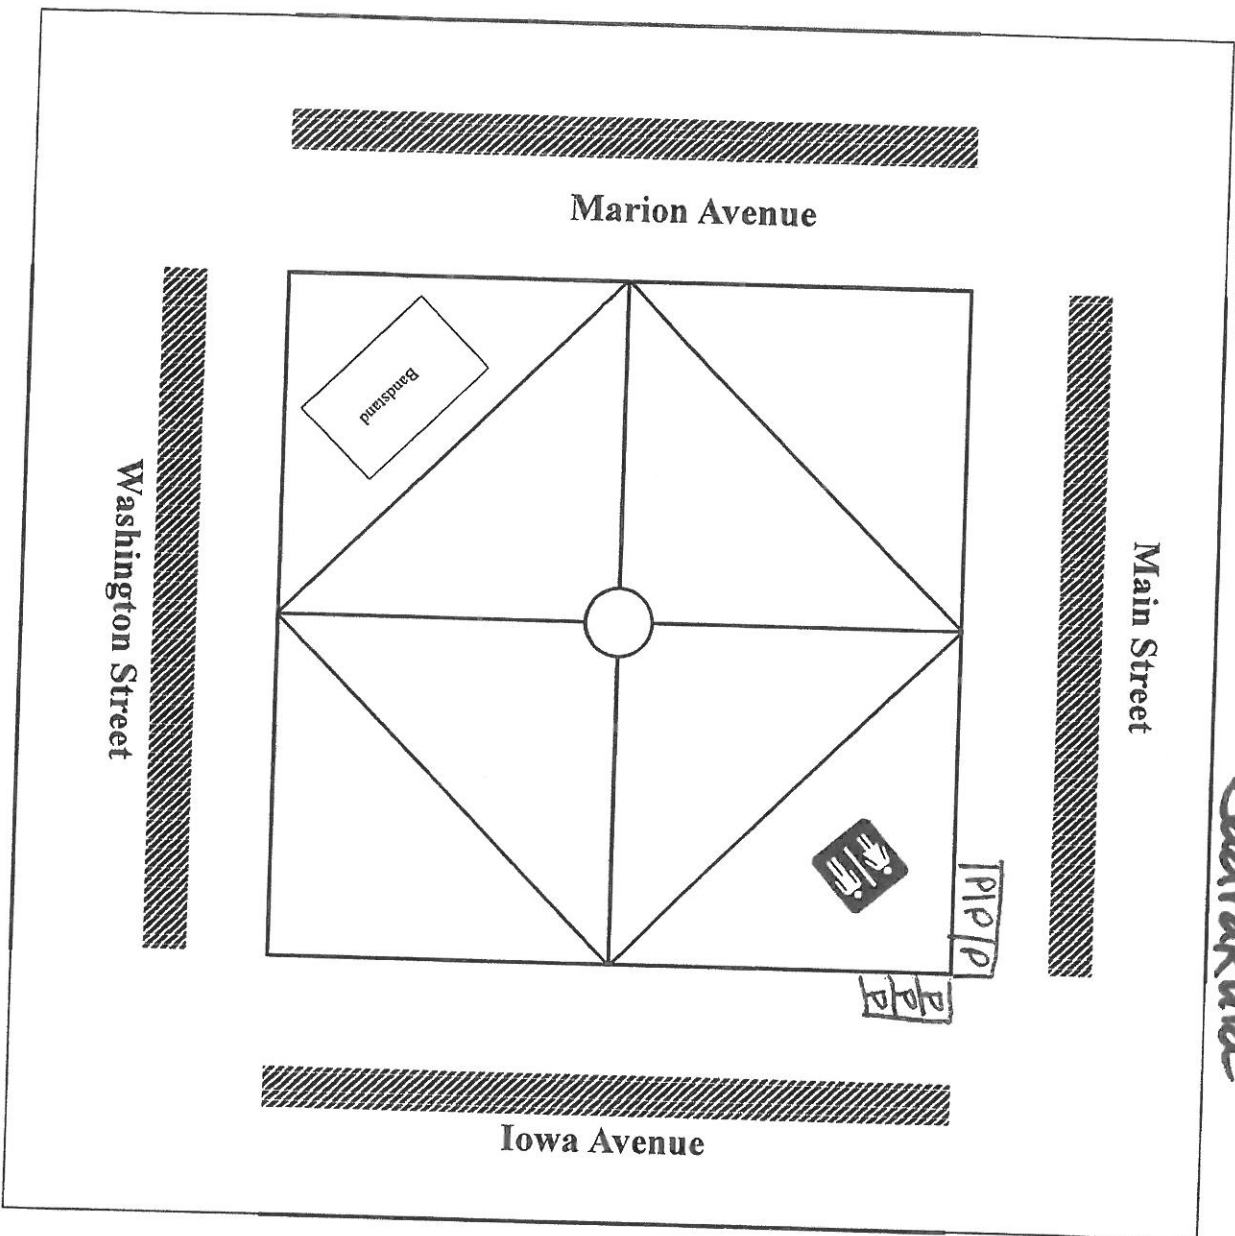 Marion Avenue
Bandstand
Washington Street
Main Street
P P P
P P P
Iowa Avenue